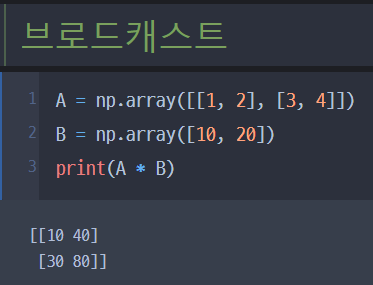 브로드캐스트
1 A = np.array([[1, 2], [3, 4]])
2 B = np.array([10, 20])
3 print(A * B)
[[10 40]
 [30 80]]